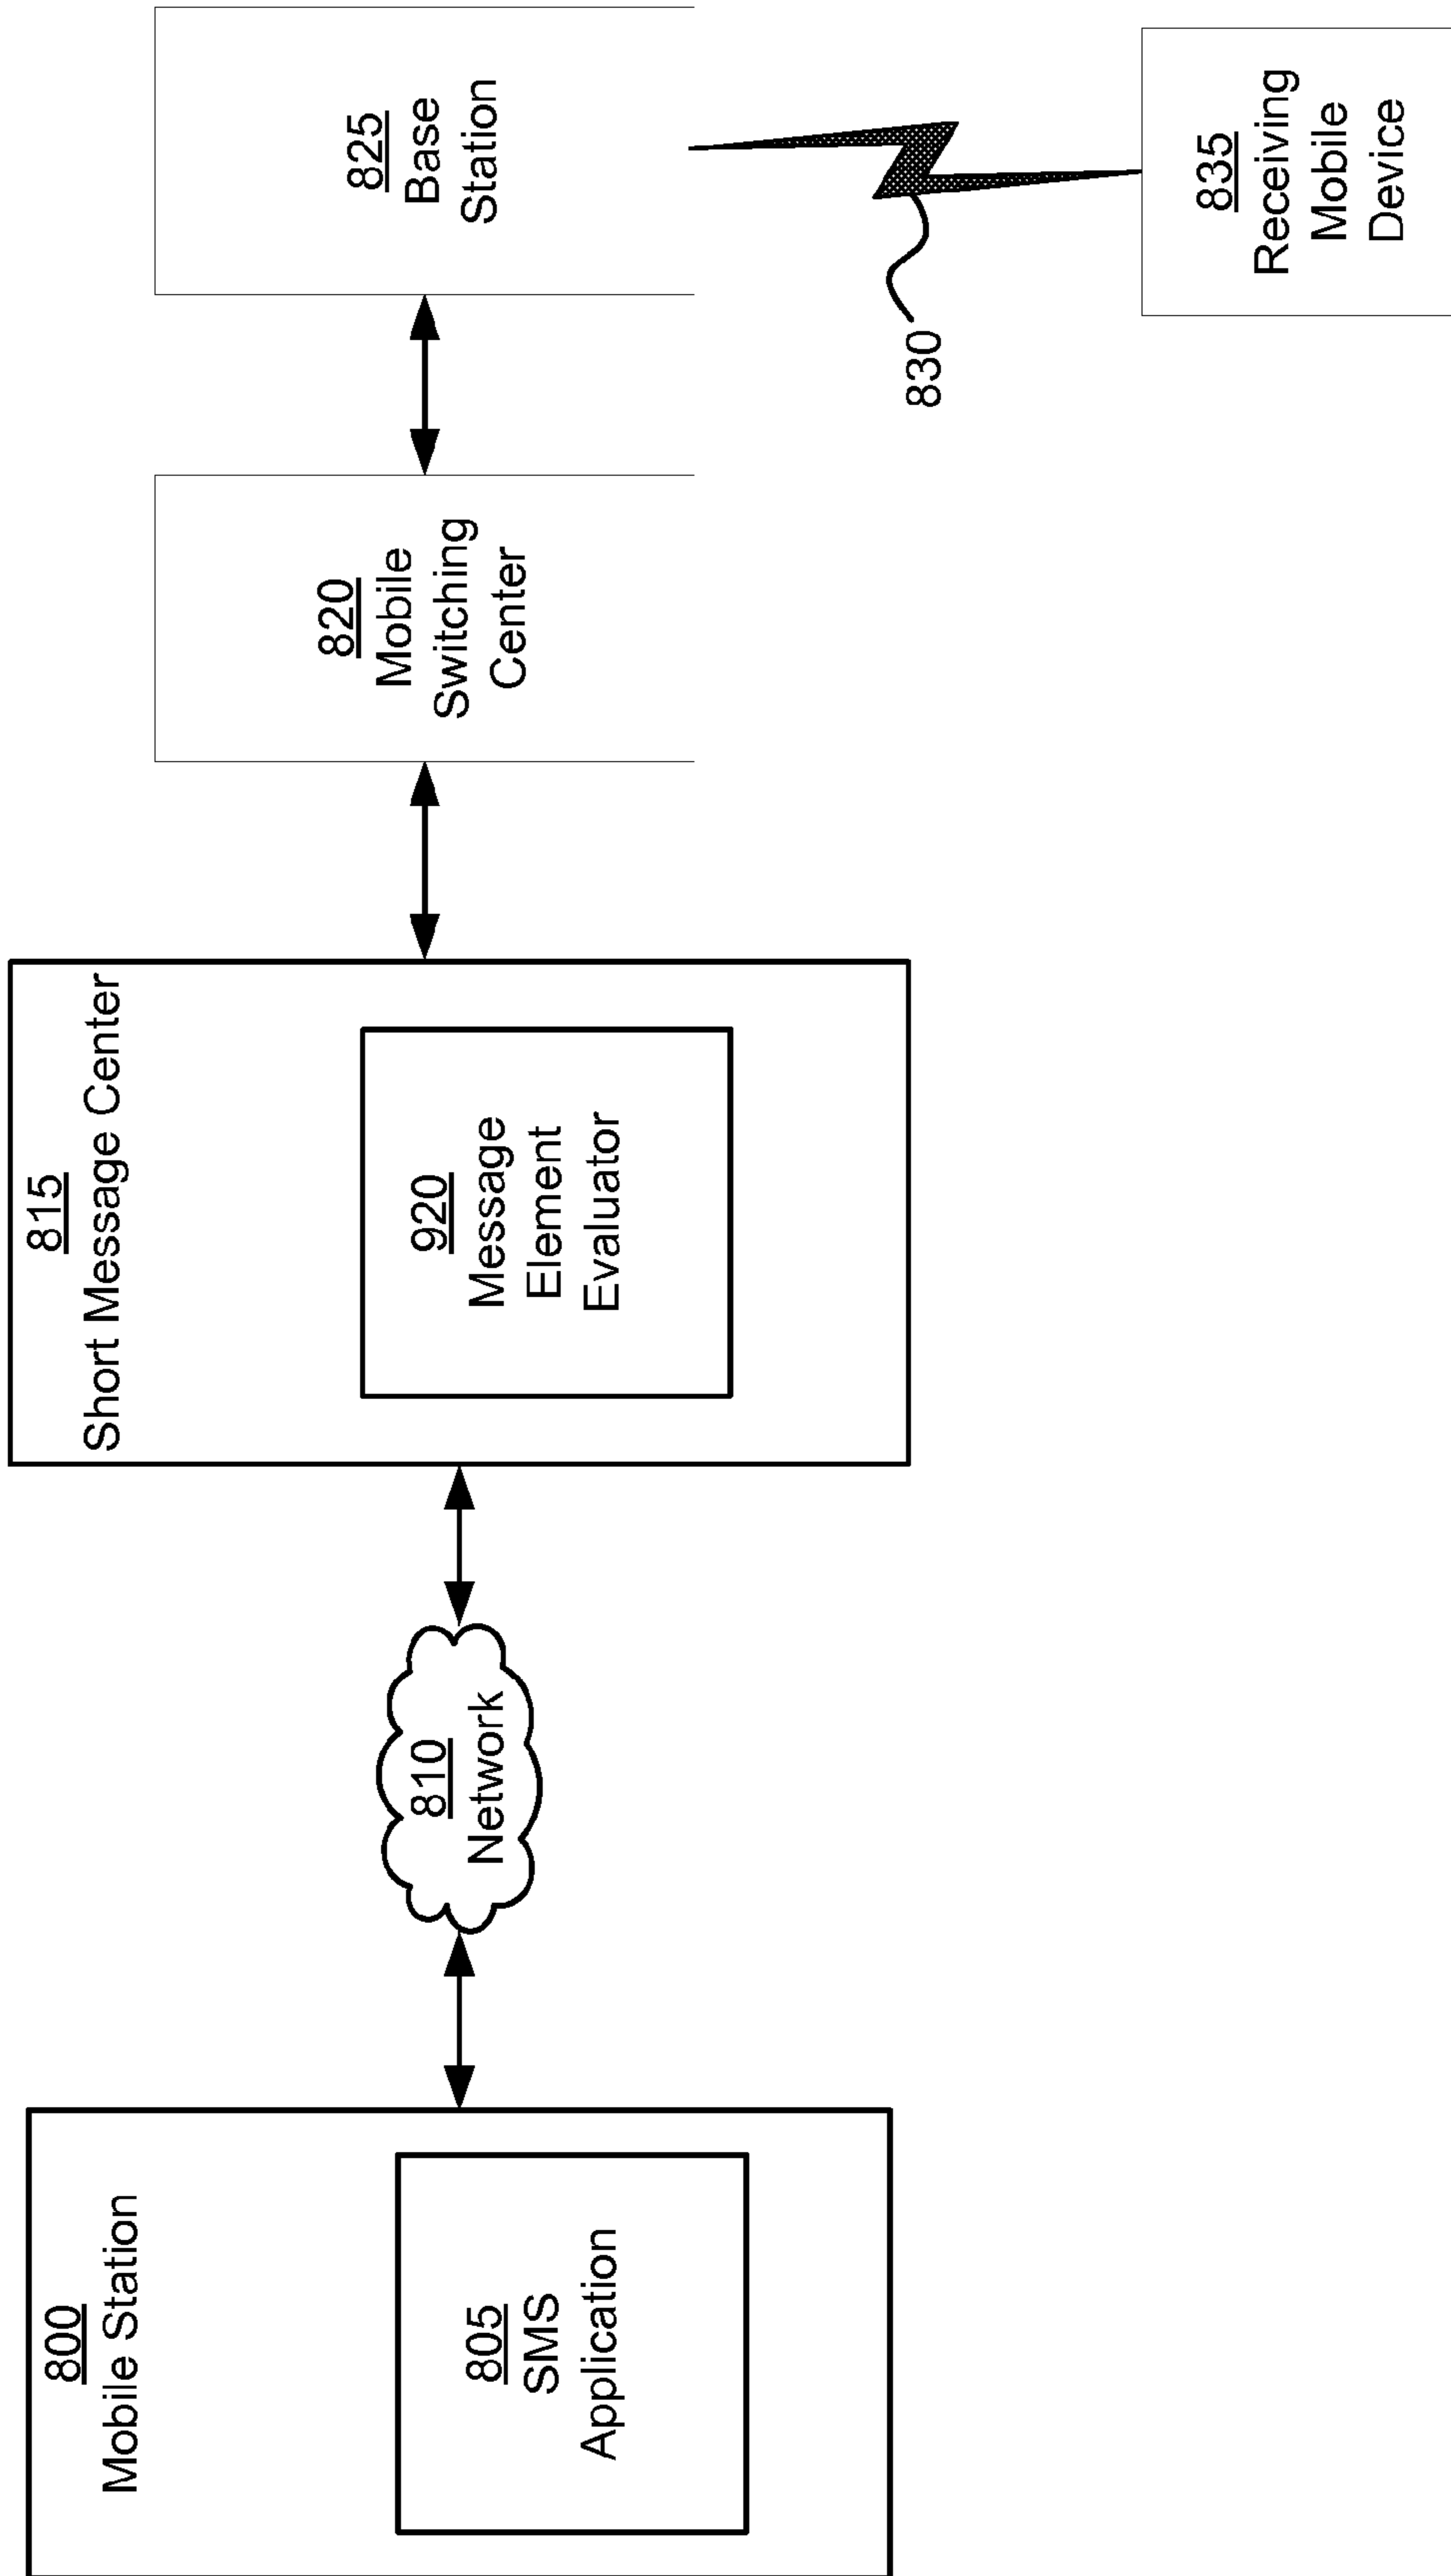 800
Mobile Station
805
SMS
Application
810
Network
815
Short Message Center
920
Message
Element
Evaluator
820
Mobile
Switching
Center
825
Base
Station
830
835
Receiving
Mobile
Device